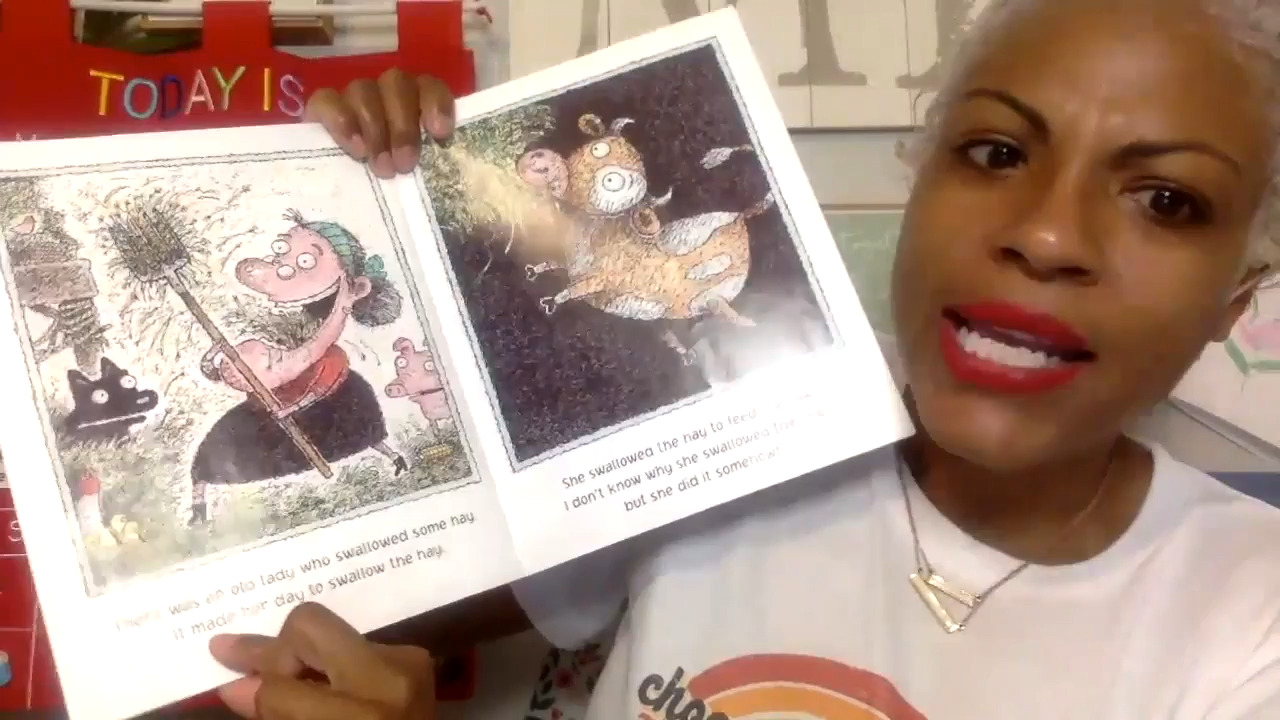 TODAY IS
There was an old lady who swallowed some hay.
It made her day to swallow the hay.
She swallowed the hay to feed
I don't know why she swallowed the
but she did it somehow!